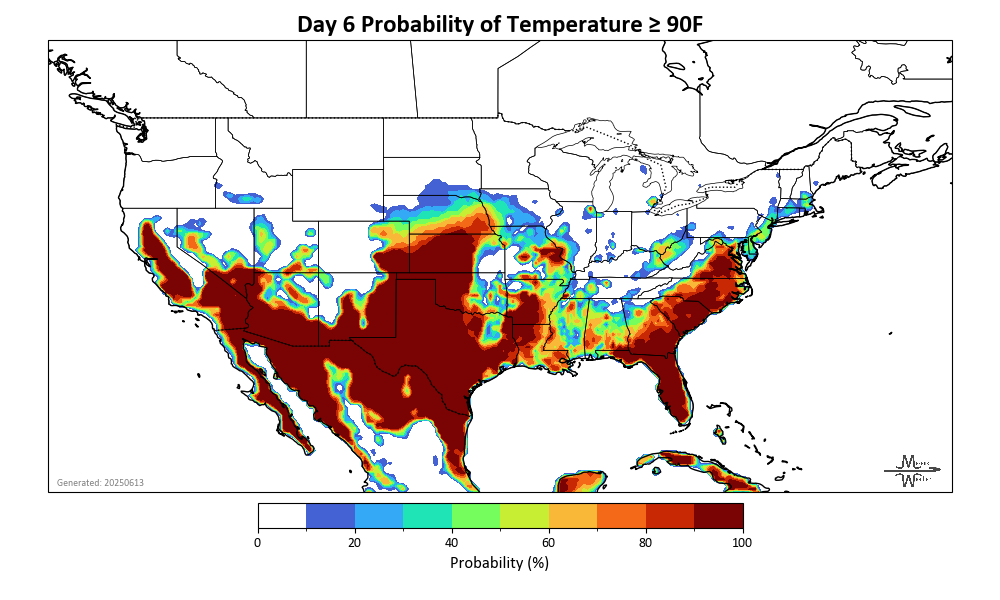 Day 6 Probability of Temperature ≥ 90F
Generated: 20250613
0 20 40 60 80 100
Probability (%)